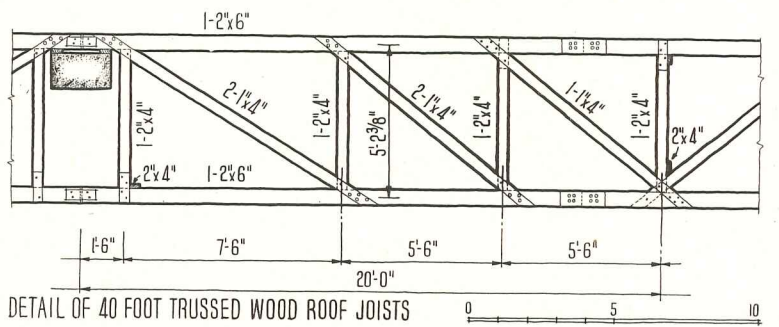 1-2"x6"
2-1"x4"
2-1"x4"
1-1"x4"
1-2"x4"
1-2"x4"
5'-2⅜"
1-2"x4"
1-2"x4"
2"x4"
2"x4"
1-2"x6"
1'-6"
7'-6"
5'-6"
5'-6"
20'-0"
DETAIL OF 40 FOOT TRUSSED WOOD ROOF JOISTS
0 5 10